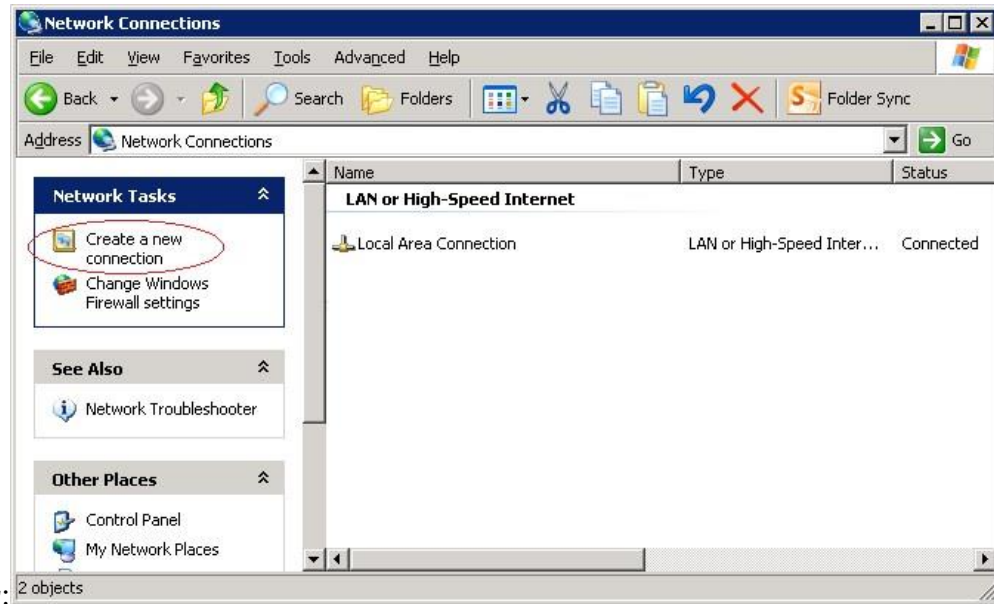 Network Connections
File Edit View Favorites Tools Advanced Help
Back Search Folders Folder Sync
Address Network Connections Go
Network Tasks
Create a new
connection
Change Windows
Firewall settings
See Also
Network Troubleshooter
Other Places
Control Panel
My Network Places
Name Type Status
LAN or High-Speed Internet
Local Area Connection LAN or High-Speed Inter... Connected
2 objects